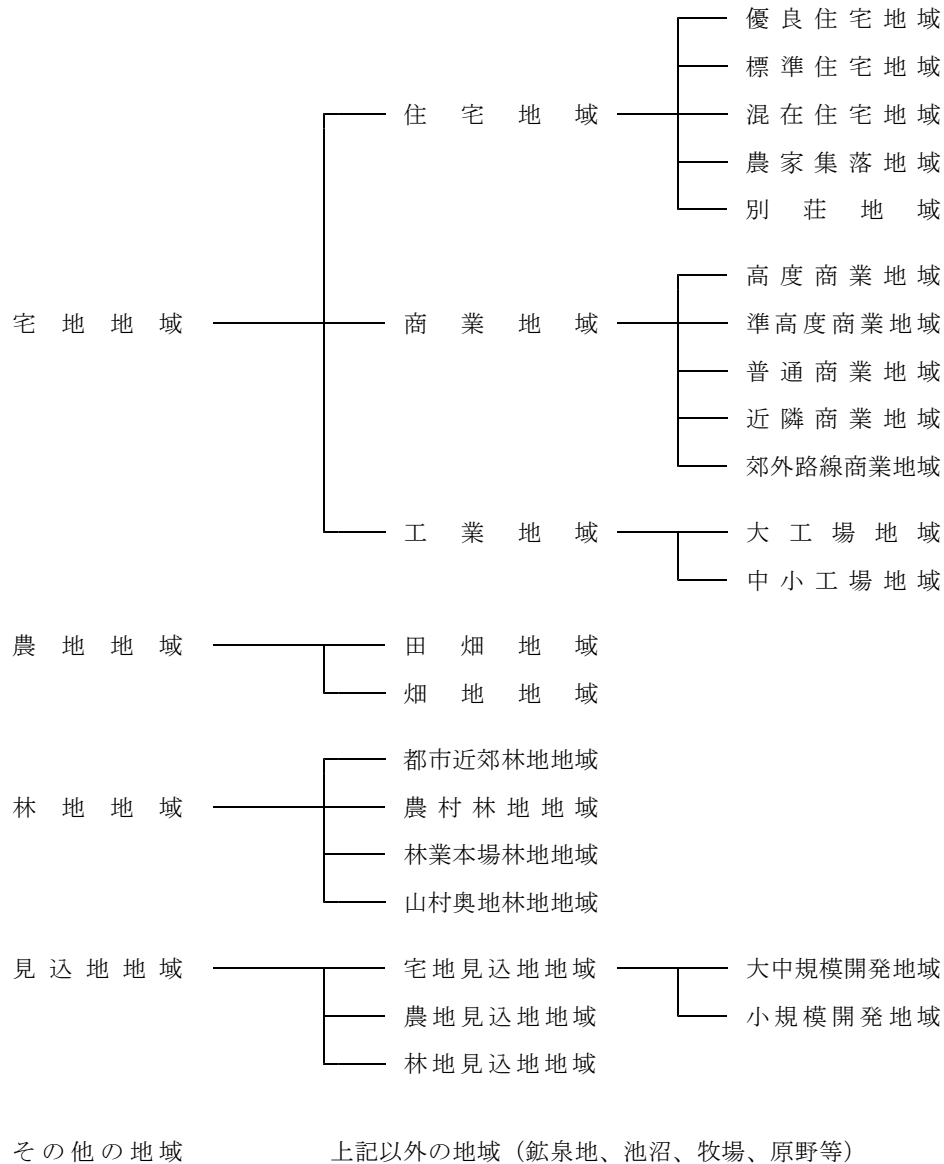 優良住宅地域
標準住宅地域
住宅地域 混在住宅地域
農家集落地域
別荘地域
高度商業地域
宅地地域 商業地域 準高度商業地域
普通商業地域
近隣商業地域
郊外路線商業地域
工業地域 大工場地域
中小工場地域
農地地域 田畑地域
畑地地域
都市近郊林地地域
林地地域 農村林地地域
林業本場林地地域
山村奥地林地地域
見込地地域 宅地見込地地域 大中規模開発地域
農地見込地地域 小規模開発地域
林地見込地地域
その他の地域 上記以外の地域（鉱泉地、池沼、牧場、原野等）